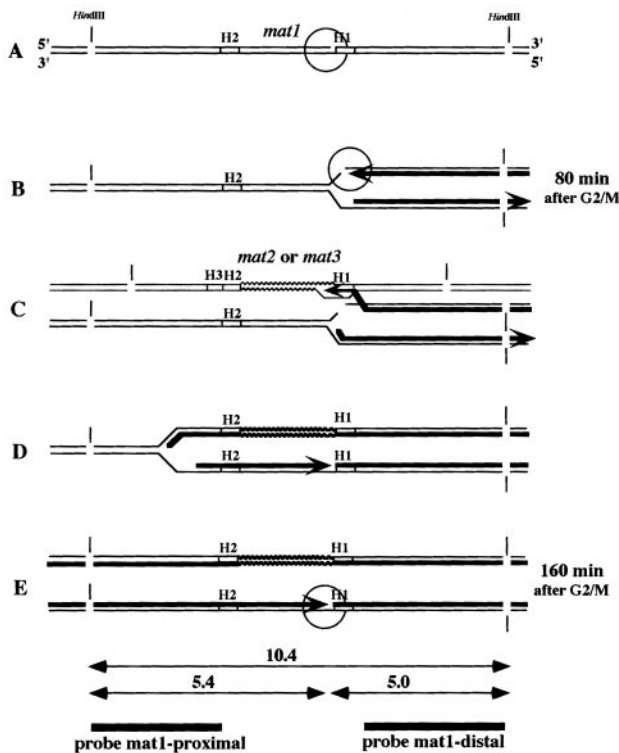 HindIII HindIII
5' H2 mat1 H1 3'
A
3' 5'
B H2 80 min
after G2/M
mat2 or mat3
H3 H2 H1
C
H2
H2 H1
D
H2 H1
H2 H1
E 160 min
after G2/M
H2 H1
10.4
5.4 5.0
probe mat1-proximal probe mat1-distal